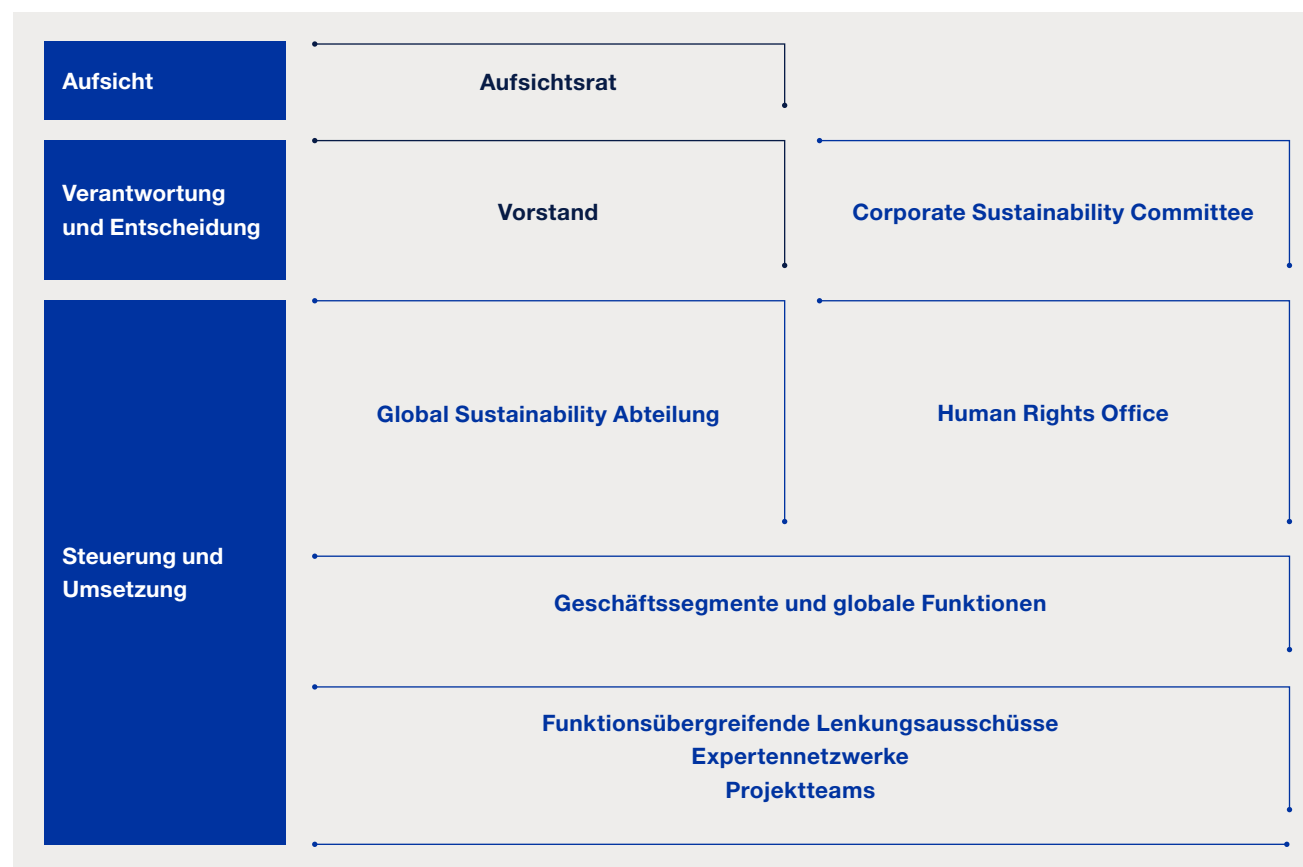 Aufsicht
Aufsichtsrat
Verantwortung
und Entscheidung
Vorstand
Corporate Sustainability Committee
Steuerung und
Umsetzung
Global Sustainability Abteilung
Human Rights Office
Geschäftssegmente und globale Funktionen
Funktionsübergreifende Lenkungsausschüsse
Expertennetzwerke
Projektteams